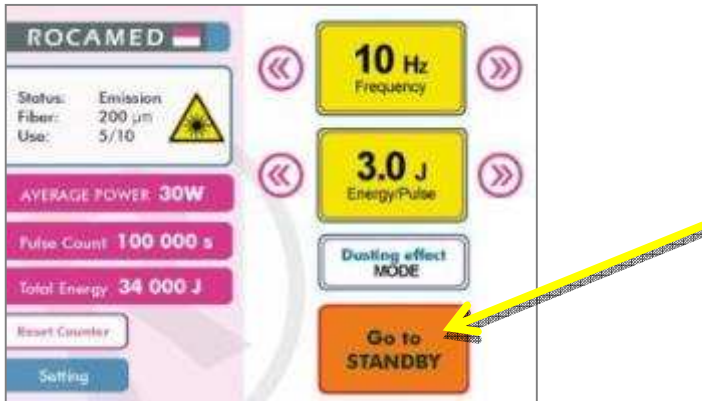 ROCAMED
Status: Emission
Fiber: 200 µm
Use: 5/10
AVERAGE POWER 30W
Pulse Count 100 000 s
Total Energy 34 000 J
Reset Counter
Setting
10 Hz
Frequency
3.0 J
Energy/Pulse
Dusting effect
MODE
Go to
STANDBY